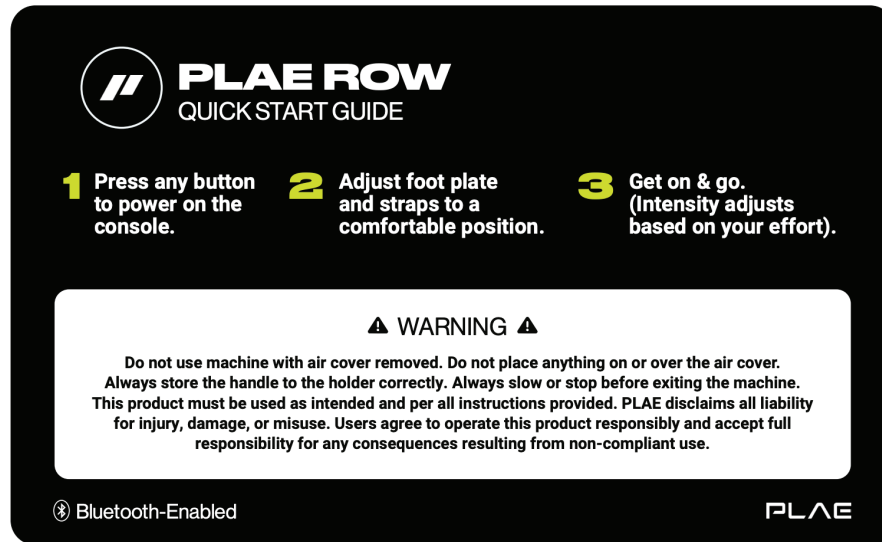 PLAE ROW
QUICK START GUIDE
1 Press any button
to power on the
console.
2 Adjust foot plate
and straps to a
comfortable position.
3 Get on & go.
(Intensity adjusts
based on your effort).
WARNING
Do not use machine with air cover removed. Do not place anything on or over the air cover.
Always store the handle to the holder correctly. Always slow or stop before exiting the machine.
This product must be used as intended and per all instructions provided. PLAE disclaims all liability
for injury, damage, or misuse. Users agree to operate this product responsibly and accept full
responsibility for any consequences resulting from non-compliant use.
Bluetooth-Enabled
PLAE